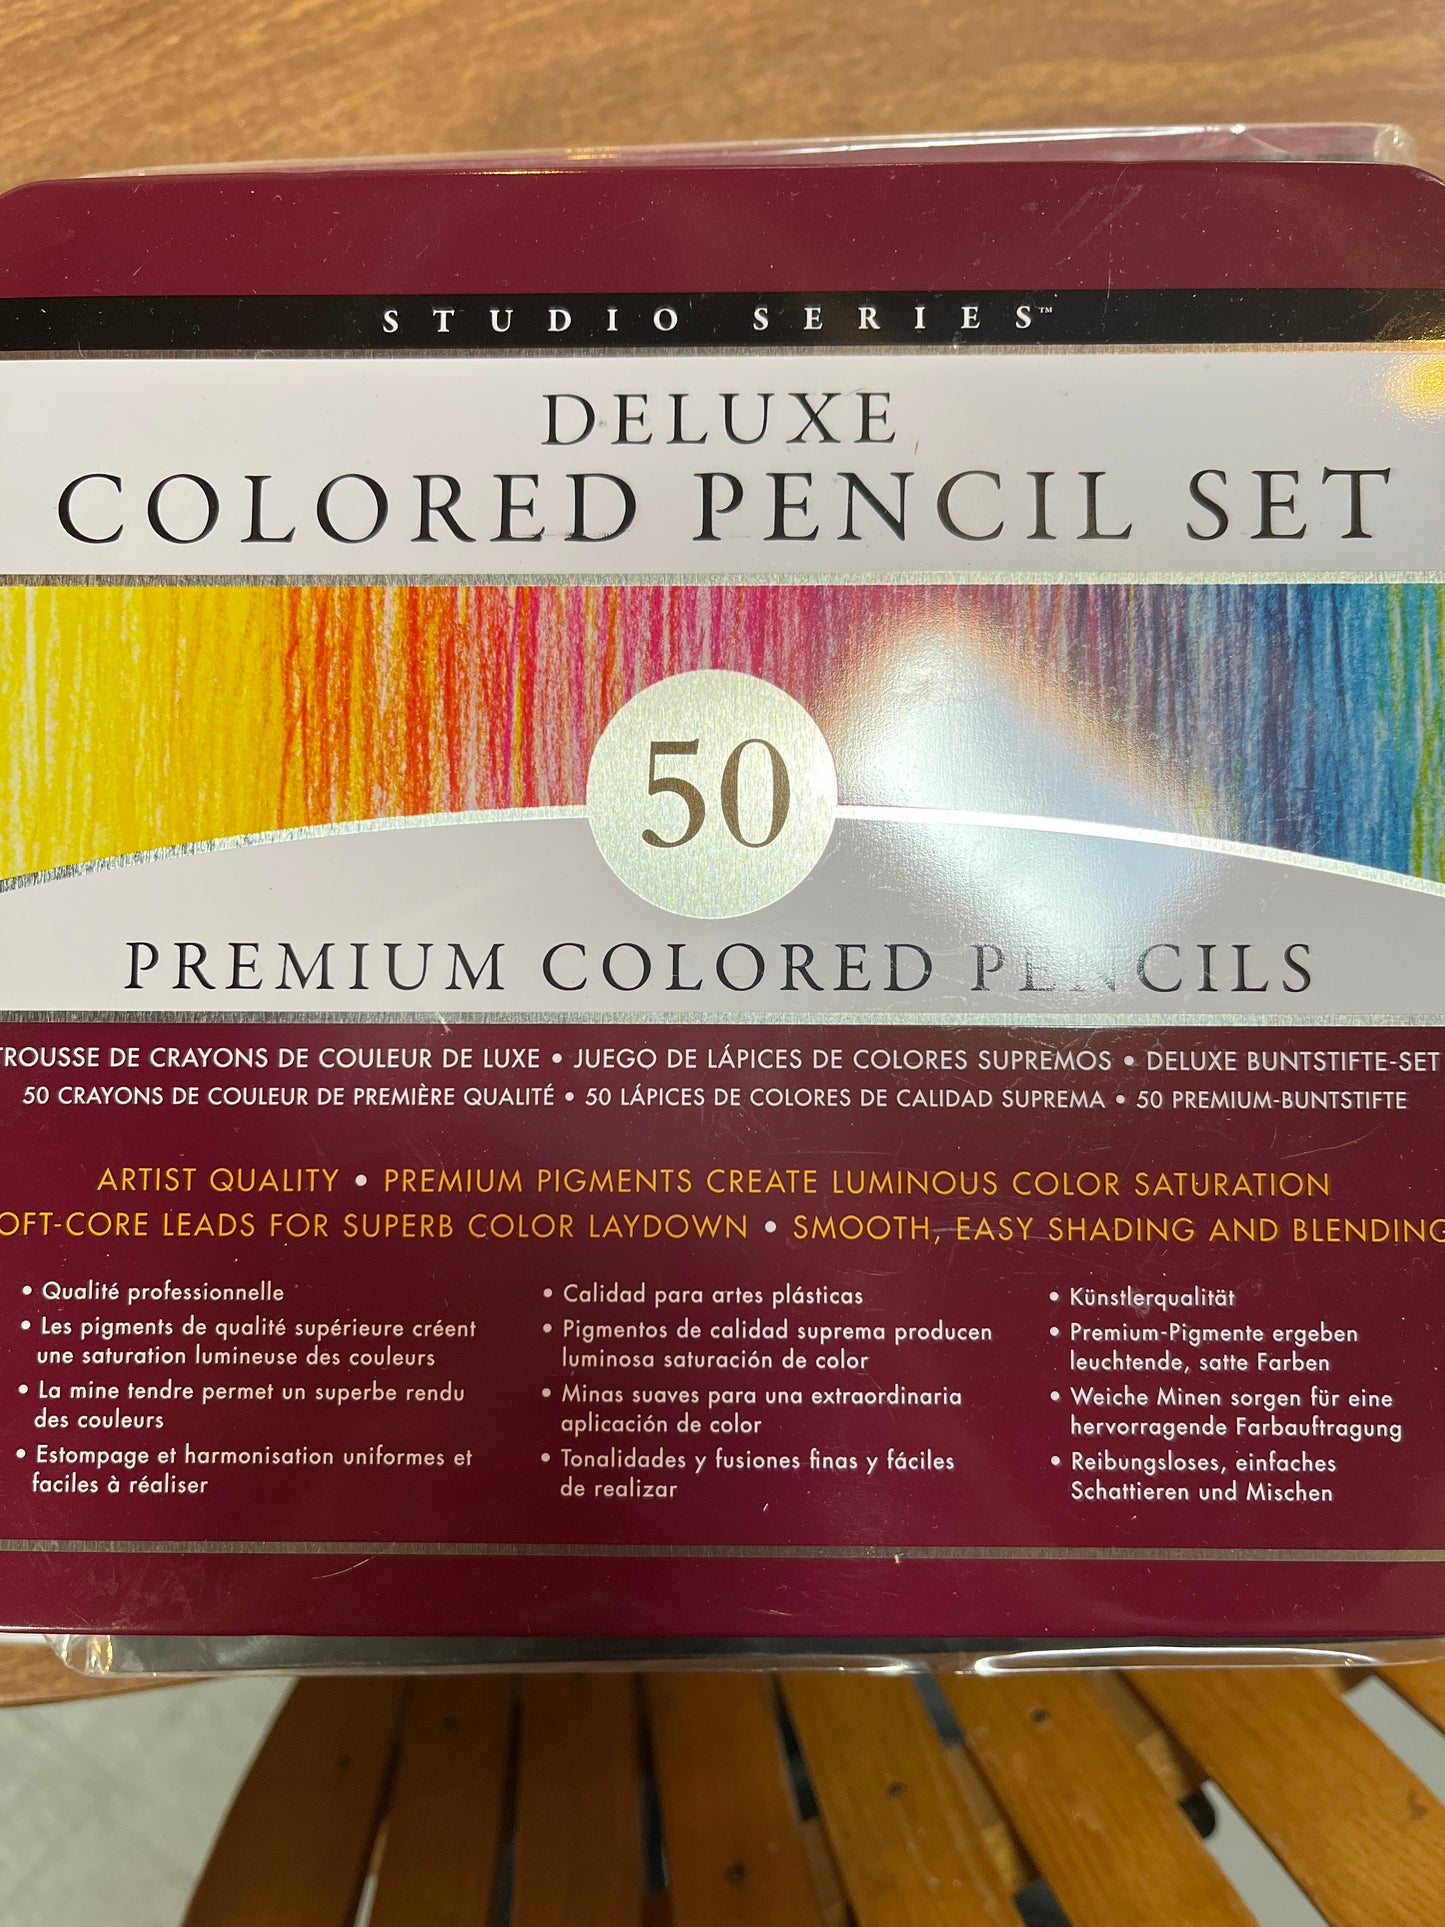 STUDIO SERIES™
DELUXE
COLORED PENCIL SET
50
PREMIUM COLORED PENCILS
TROUSSE DE CRAYONS DE COULEUR DE LUXE • JUEGO DE LÁPICES DE COLORES SUPREMOS • DELUXE BUNTSTIFTE-SET
50 CRAYONS DE COULEUR DE PREMIÈRE QUALITÉ • 50 LÁPICES DE COLORES DE CALIDAD SUPREMA • 50 PREMIUM-BUNTSTIFTE
ARTIST QUALITY • PREMIUM PIGMENTS CREATE LUMINOUS COLOR SATURATION
OFT-CORE LEADS FOR SUPERB COLOR LAYDOWN • SMOOTH, EASY SHADING AND BLENDING
• Qualité professionnelle
• Les pigments de qualité supérieure créent
une saturation lumineuse des couleurs
• La mine tendre permet un superbe rendu
des couleurs
• Estompage et harmonisation uniformes et
faciles à réaliser
• Calidad para artes plásticas
• Pigmentos de calidad suprema producen
luminosa saturación de color
• Minas suaves para una extraordinaria
aplicación de color
• Tonalidades y fusiones finas y fáciles
de realizar
• Künstlerqualität
• Premium-Pigmente ergeben
leuchtende, satte Farben
• Weiche Minen sorgen für eine
hervorragende Farbauftragung
• Reibungsloses, einfaches
Schattieren und Mischen